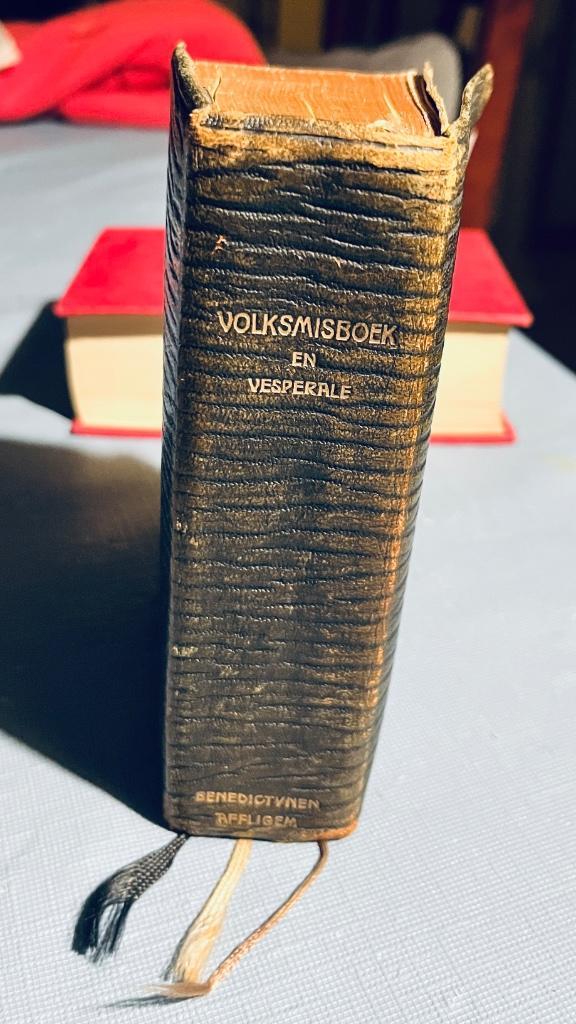 VOLKSMISBOEK
EN
VESPERALE
BENEDICTYNEN
AFFLIGEM